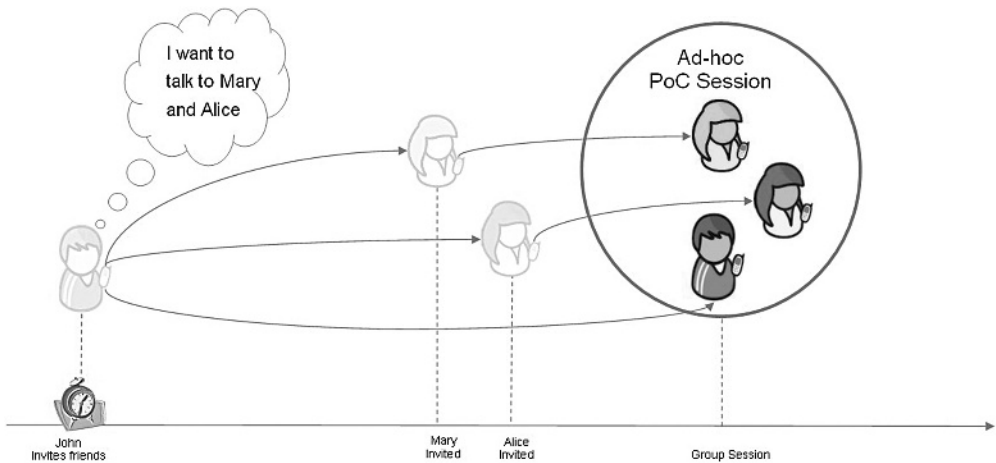 I want to
talk to Mary
and Alice
Ad-hoc
PoC Session
John
Invites friends
Mary
Invited
Alice
Invited
Group Session